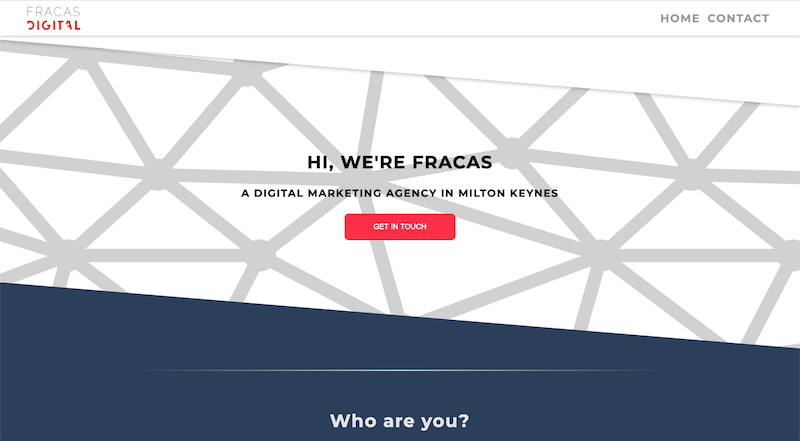 FRACAS
DIGITAL
HOME CONTACT
HI, WE'RE FRACAS
A DIGITAL MARKETING AGENCY IN MILTON KEYNES
GET IN TOUCH
Who are you?